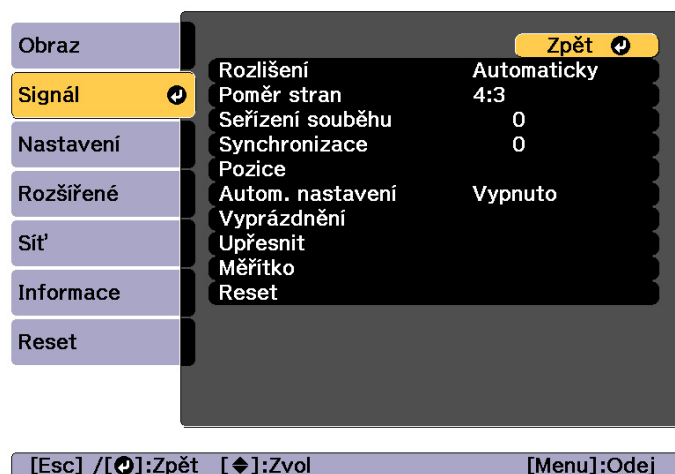 Obraz
Signál
Nastavení
Rozšířené
Síť
Informace
Reset
Zpět
Rozlišení Automaticky
Poměr stran 4:3
Seřízení souběhu 0
Synchronizace 0
Pozice
Autom. nastavení Vypnuto
Vyprázdnění
Upřesnit
Měřítko
Reset
[Esc] /[]:Zpět []:Zvol [Menu]:Odej